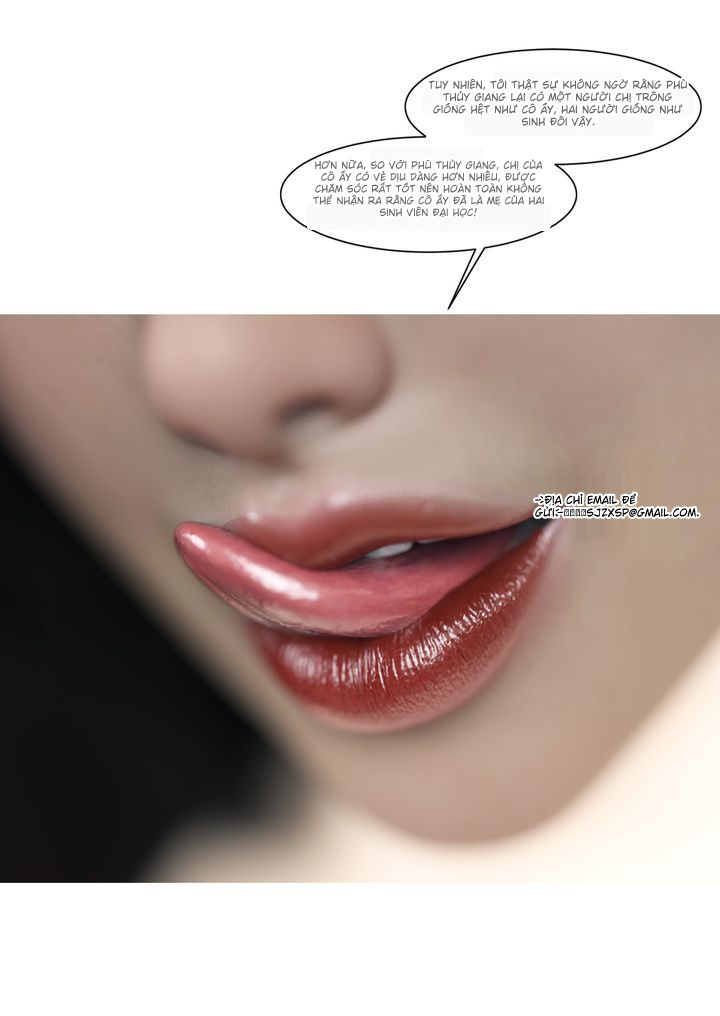 TUY NHIÊN, TÔI THẬT SỰ KHÔNG NGỜ RẰNG PHÙ
THỦY GIANG LẠI CÓ MỘT NGƯỜI CHỊ TRÔNG
GIỐNG HỆT NHƯ CÔ ẤY, HAI NGƯỜI GIỐNG NHƯ
SINH ĐÔI VẬY.
HƠN NỮA, SO VỚI PHÙ THỦY GIANG, CHỊ CỦA
CÔ ẤY CÓ VẺ DỊU DÀNG HƠN NHIỀU, ĐƯỢC
CHĂM SÓC RẤT TỐT NÊN HOÀN TOÀN KHÔNG
THỂ NHẬN RA RẰNG CÔ ẤY ĐÃ LÀ MẸ CỦA HAI
SINH VIÊN ĐẠI HỌC!
ĐỊA CHỈ EMAIL ĐỂ
GỬI: SJZXSP@GMAIL.COM.